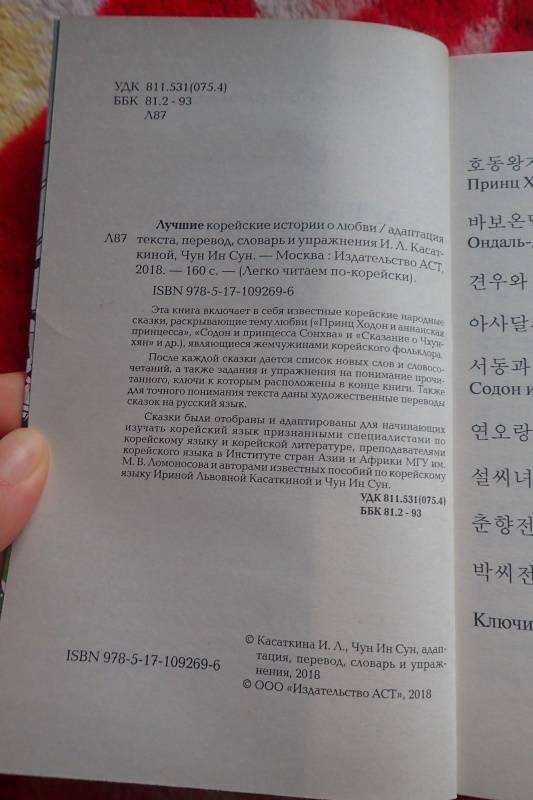 УДК 811.531(075.4)
ББК 81.2 - 93
Л87
Лучшие корейские истории о любви / адаптация
Л87 текста, перевод, словарь и упражнения И. Л. Касат-
киной, Чун Ин Сун. — Москва : Издательство АСТ,
2018. — 160 с. — (Легко читаем по-корейски).
ISBN 978-5-17-109269-6
Эта книга включает в себя известные корейские народные
сказки, раскрывающие тему любви («Принц Ходон и аннанская
принцесса», «Содон и принцесса Сонхва» и «Сказание о Чхун-
хян» и др.), являющиеся жемчужинами корейского фольклора.
После каждой сказки дается список новых слов и словосо-
четаний, а также задания и упражнения на понимание прочи-
танного, ключи к которым расположены в конце книги. Также
для точного понимания текста даны художественные переводы
сказок на русский язык.
Сказки были отобраны и адаптированы для начинающих
изучать корейский язык признанными специалистами по
корейскому языку и корейской литературе, преподавателями
корейского языка в Институте стран Азии и Африки МГУ им.
М. В. Ломоносова и авторами известных пособий по корейскому
языку Ириной Львовной Касаткиной и Чун Ин Сун.
УДК 811.531(075.4)
ББК 81.2 - 93
ISBN 978-5-17-109269-6
© Касаткина И. Л., Чун Ин Сун, адап-
тация, перевод, словарь и упраж-
нения, 2018
© ООО «Издательство АСТ», 2018
호동왕
Принц Х
바보온달
Ондаль-
견우와
아사달
서동과
Содон и
연오랑
설씨녀
춘향전
박씨전
Ключи